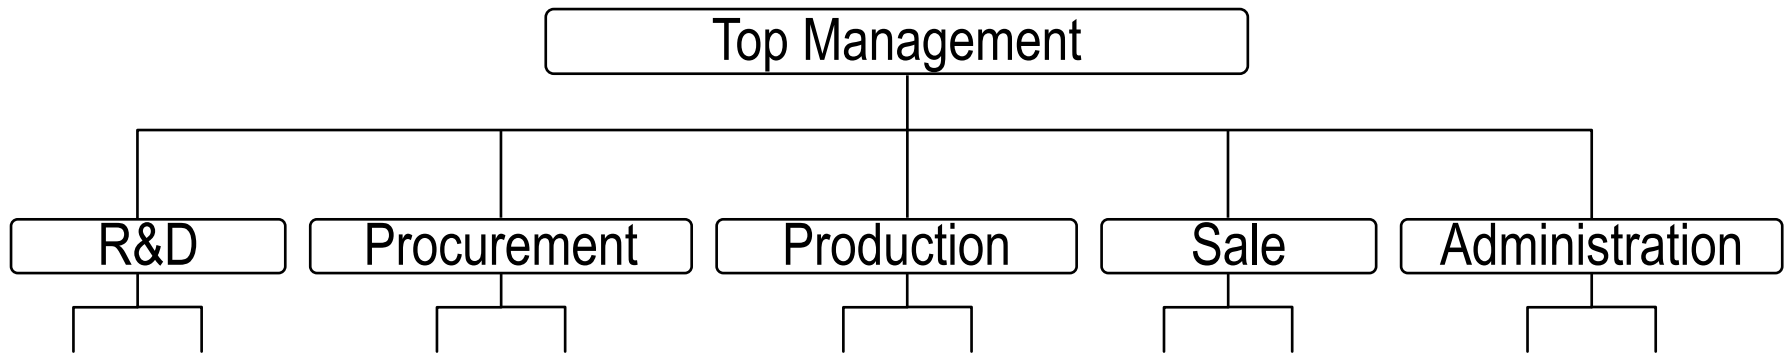 Top Management
R&D
Procurement
Production
Sale
Administration